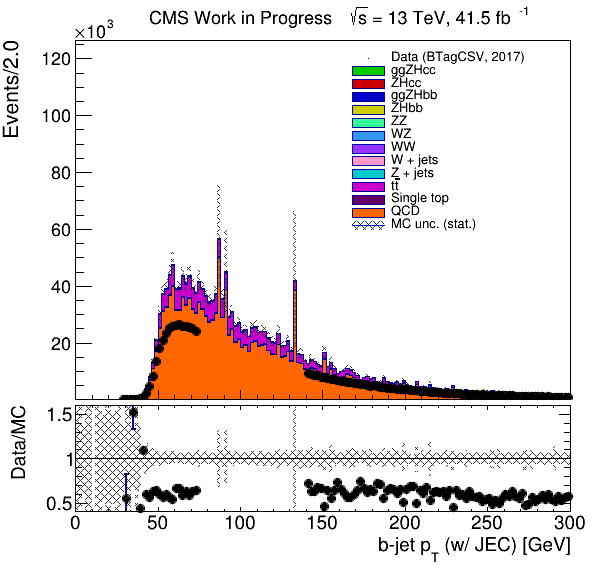 CMS Work in Progress √s = 13 TeV, 41.5 fb⁻¹
×10³
Events/2.0
120
100
80
60
40
20
Data (BTagCSV, 2017)
ggZHcc
ZHcc
ggZHbb
ZHbb
ZZ
WZ
WW
W + jets
Z + jets
tt̅
Single top
QCD
MC unc. (stat.)
Data/MC
1.5
1
0.5
0 50 100 150 200 250 300
b-jet p_T (w/ JEC) [GeV]